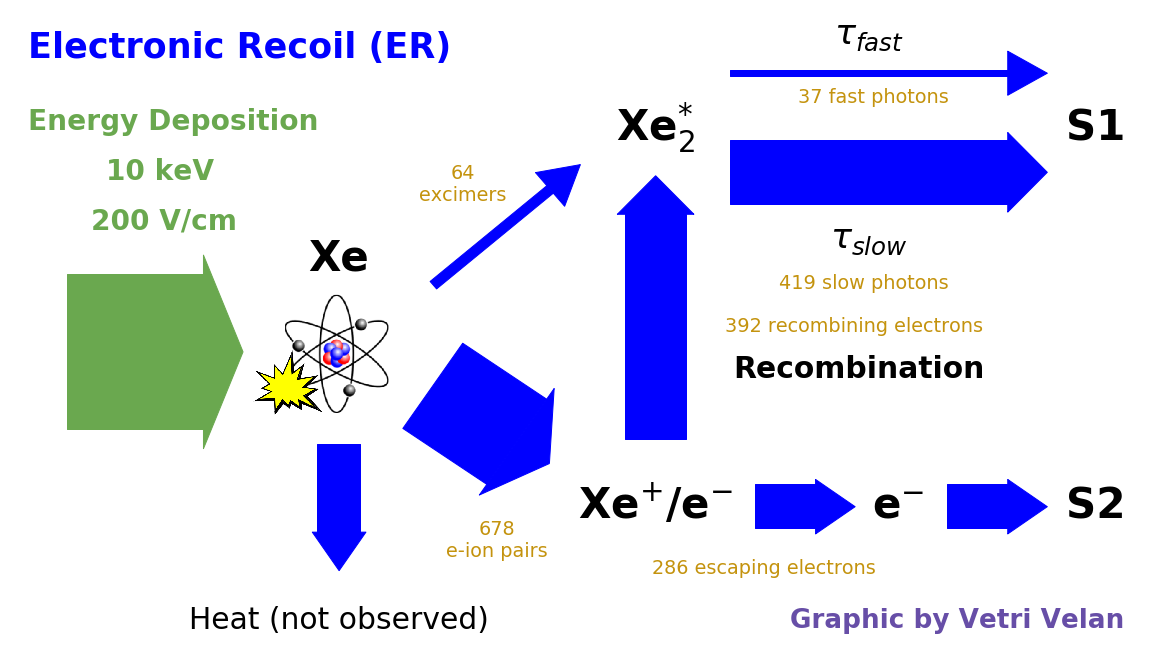 Electronic Recoil (ER)
Energy Deposition
10 keV
200 V/cm
Xe
64
excimers
Xe₂*
τ_fast
37 fast photons
S1
τ_slow
419 slow photons
392 recombining electrons
Recombination
678
e-ion pairs
Xe⁺/e⁻
e⁻
S2
286 escaping electrons
Heat (not observed)
Graphic by Vetri Velan